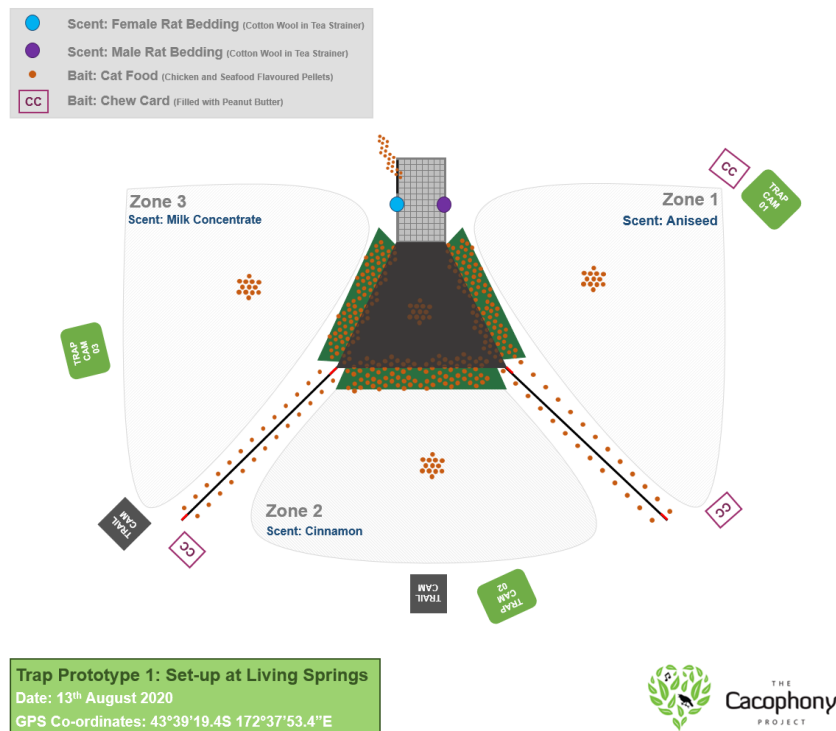 Scent: Female Rat Bedding (Cotton Wool in Tea Strainer)
Scent: Male Rat Bedding (Cotton Wool in Tea Strainer)
Bait: Cat Food (Chicken and Seafood Flavoured Pellets)
CC Bait: Chew Card (Filled with Peanut Butter)
CC
TRAP
CAM
01
Zone 3
Scent: Milk Concentrate
Zone 1
Scent: Aniseed
TRAP
CAM
03
Zone 2
Scent: Cinnamon
TRAIL
CAM
CC
CC
TRAIL
CAM
TRAP
CAM
02
Trap Prototype 1: Set-up at Living Springs
Date: 13th August 2020
GPS Co-ordinates: 43°39'19.4S 172°37'53.4"E
THE
Cacophony
PROJECT